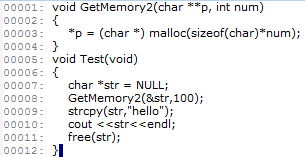 00001: void GetMemory2(char **p, int num)
00002: {
00003:     *p = (char *) malloc(sizeof(char)*num);
00004: }
00005: void Test(void)
00006: {
00007:     char *str = NULL;
00008:     GetMemory2(&str,100);
00009:     strcpy(str,"hello");
00010:     cout <<str<<endl;
00011:     free(str);
00012: }